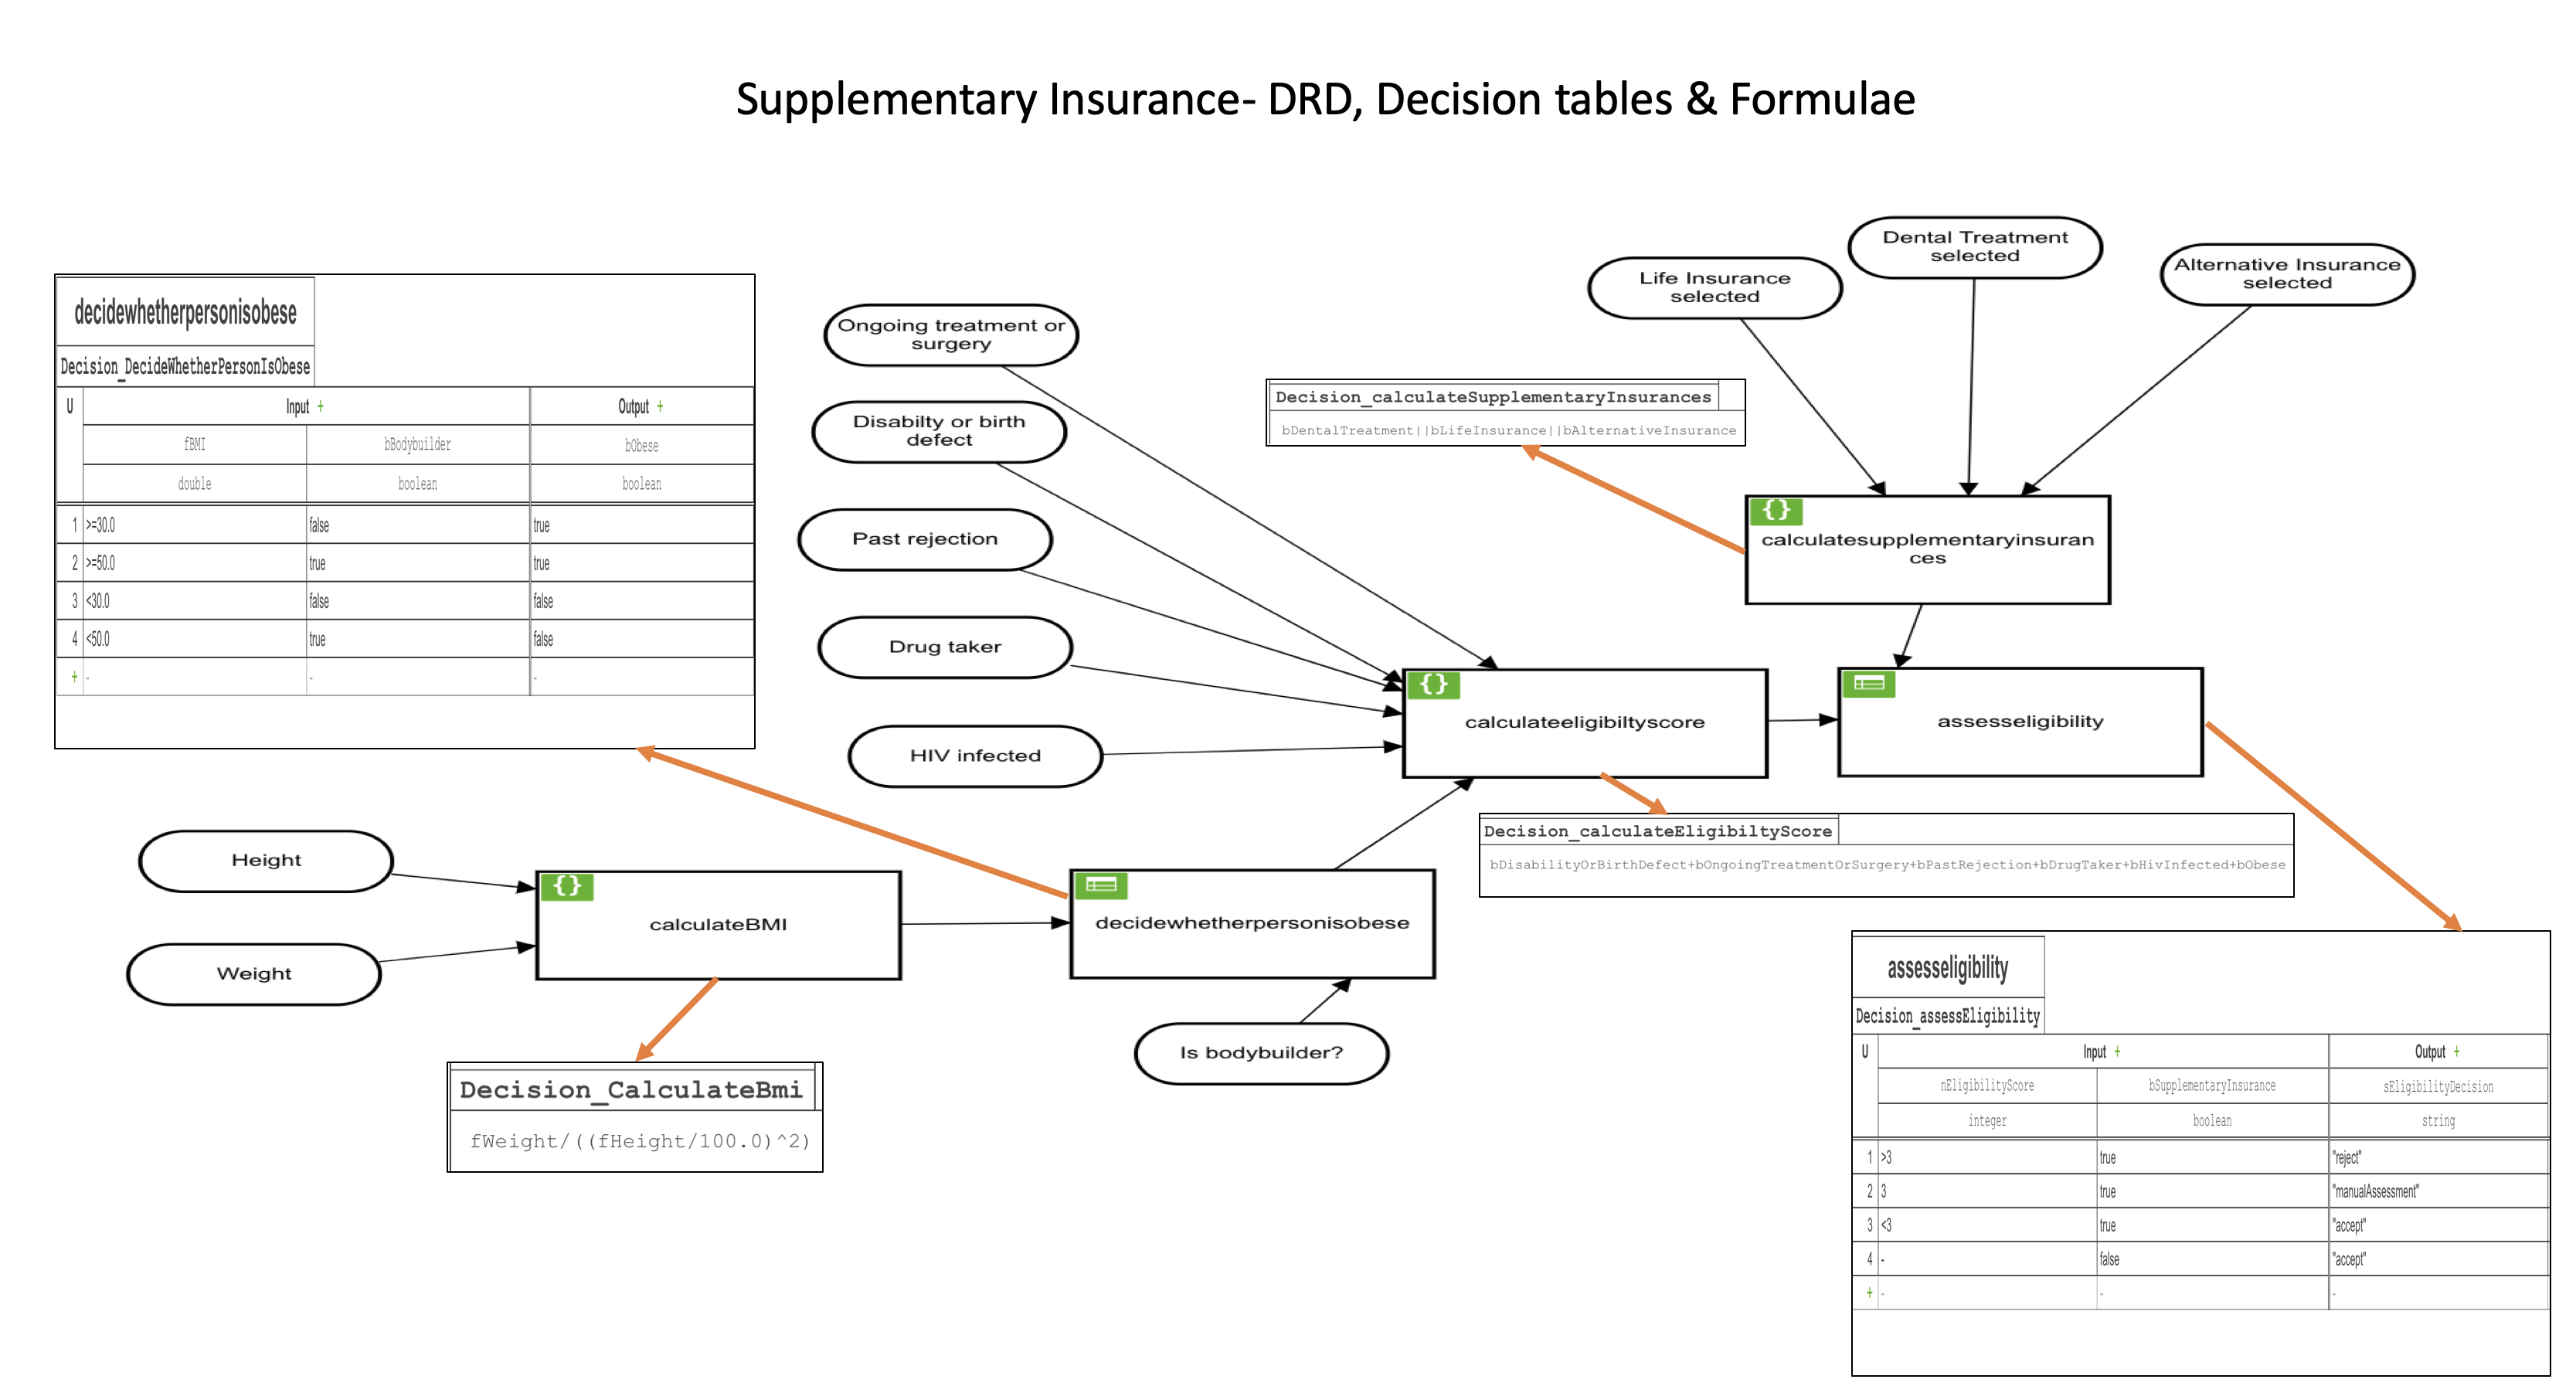 Supplementary Insurance- DRD, Decision tables & Formulae
decidewhetherpersonisobese
Decision_DecideWhetherPersonIsObese
U Input + Output +
fBMI bBodybuilder bObese
double boolean boolean
1 >=30.0 false true
2 >=50.0 true true
3 <30.0 false false
4 <50.0 true false
+ - - -
Ongoing treatment or
surgery
Disabilty or birth
defect
Past rejection
Drug taker
HIV infected
Life Insurance
selected
Dental Treatment
selected
Alternative Insurance
selected
Decision_calculateSupplementaryInsurances
bDentalTreatment||bLifeInsurance||bAlternativeInsurance
{}
calculatesupplementaryinsuran
ces
{}
calculateeligibiltyscore
assesseligibility
Decision_calculateEligibiltyScore
bDisabilityOrBirthDefect+bOngoingTreatmentOrSurgery+bPastRejection+bDrugTaker+bHivInfected+bObese
Height
Weight
{}
calculateBMI
decidewhetherpersonisobese
Is bodybuilder?
Decision_CalculateBmi
fWeight/((fHeight/100.0)^2)
assesseligibility
Decision_assessEligibility
U Input + Output +
nEligibilityScore bSupplementaryInsurance sEligibilityDecision
integer boolean string
1 >3 true "reject"
2 3 true "manualAssessment"
3 <3 true "accept"
4 - false "accept"
+ - - -